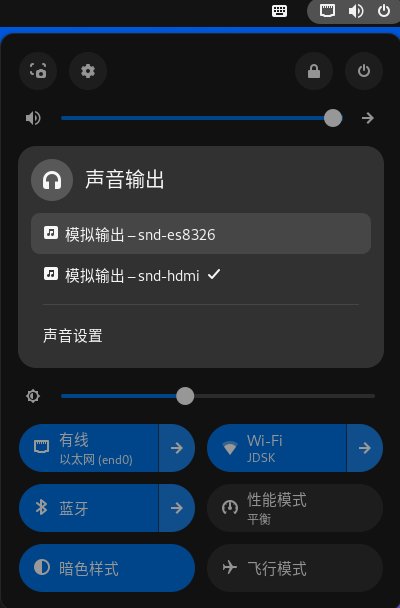 声音输出
模拟输出 – snd-es8326
模拟输出 – snd-hdmi
声音设置
有线
以太网 (end0)
Wi-Fi
JDSK
蓝牙
性能模式
平衡
暗色样式
飞行模式